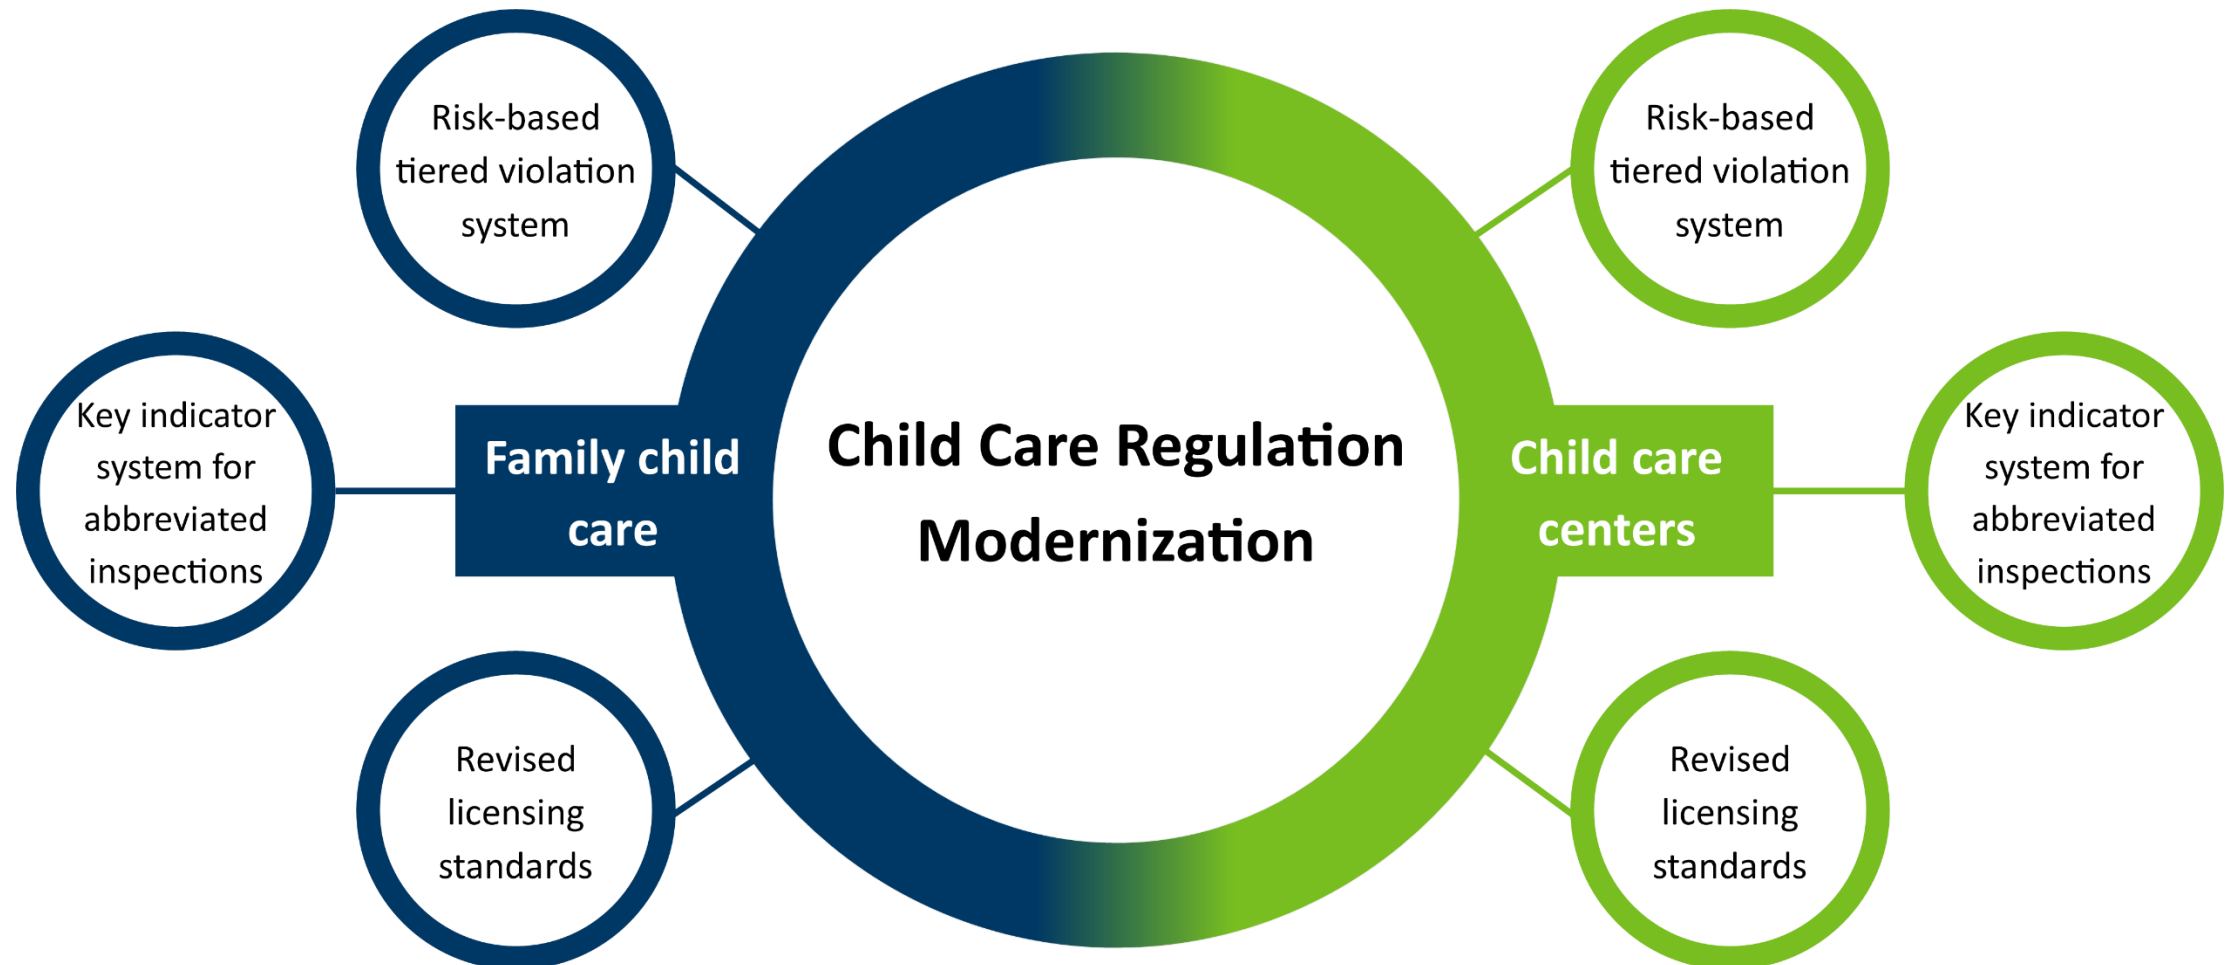 Risk-based
tiered violation
system
Key indicator
system for
abbreviated
inspections
Family child
care
Revised
licensing
standards
Child Care Regulation
Modernization
Risk-based
tiered violation
system
Child care
centers
Key indicator
system for
abbreviated
inspections
Revised
licensing
standards